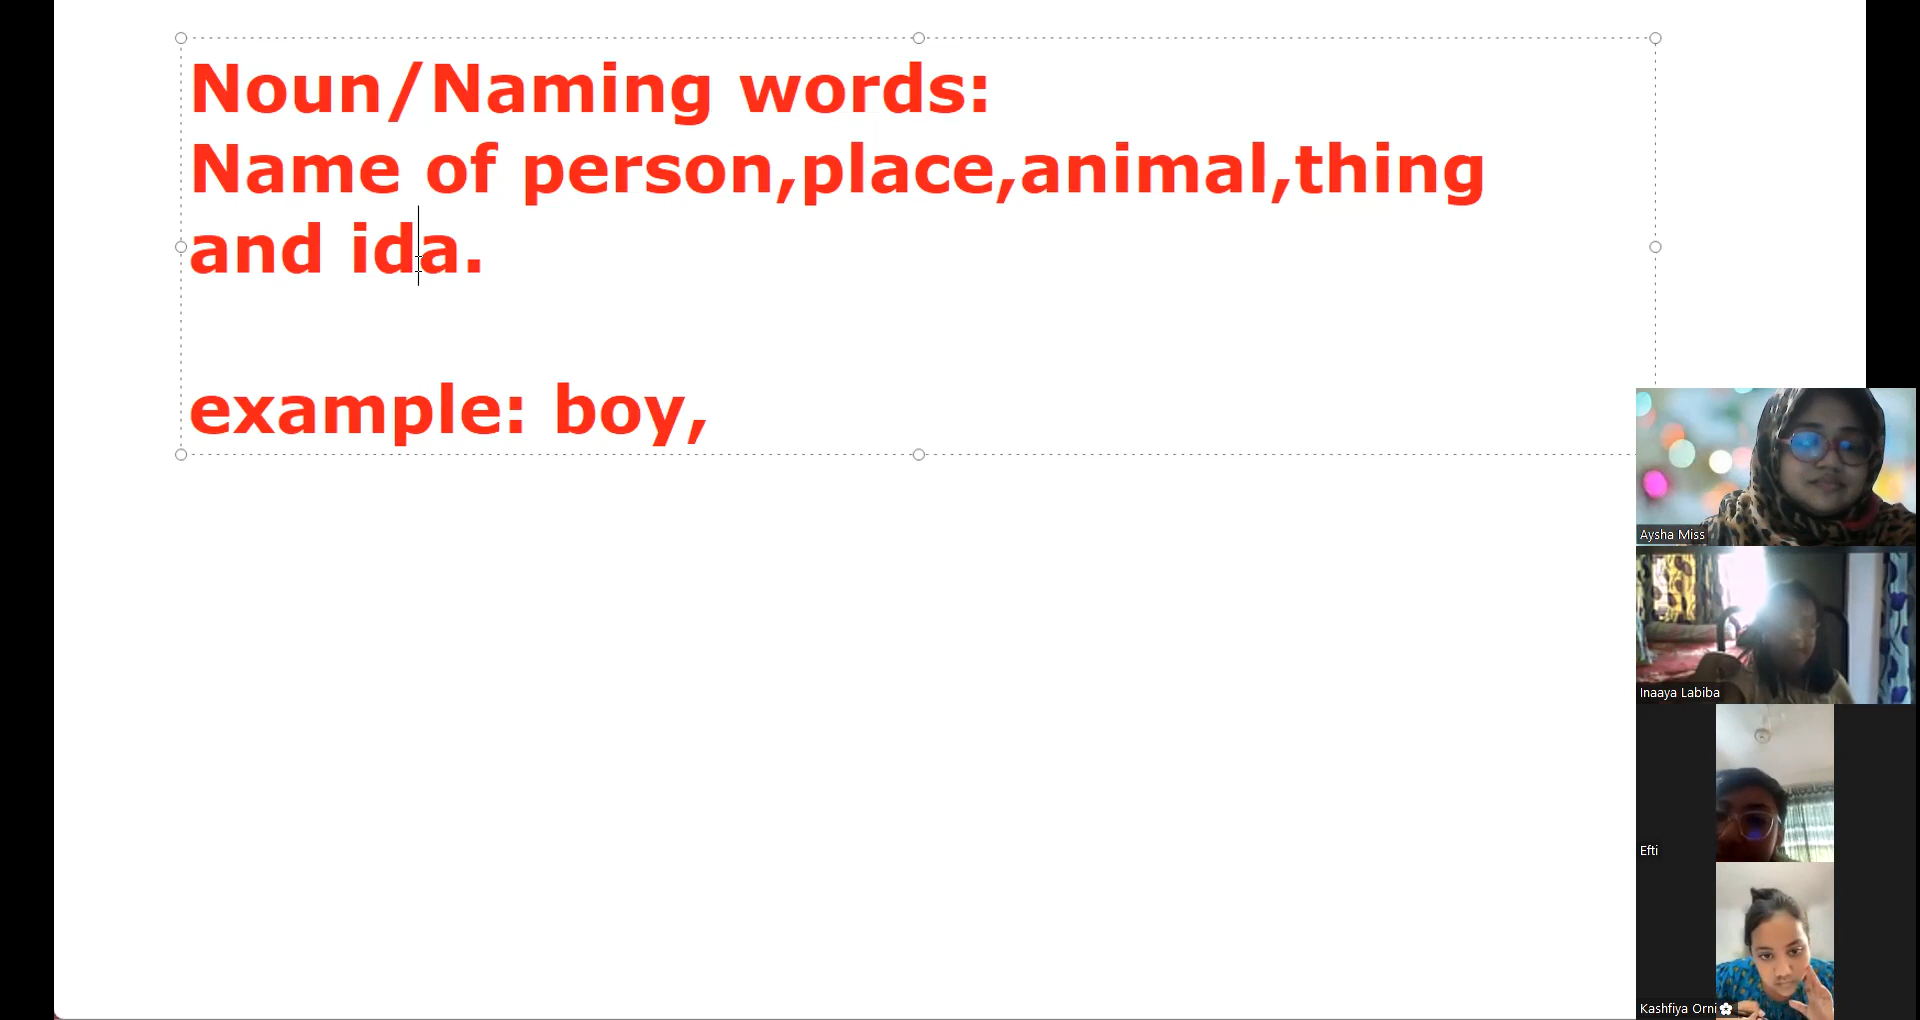 Noun/Naming words:
Name of person,place,animal,thing
and ida.
example: boy,
Aysha Miss
Inaaya Labiba
Efti
Kashfiya Orni